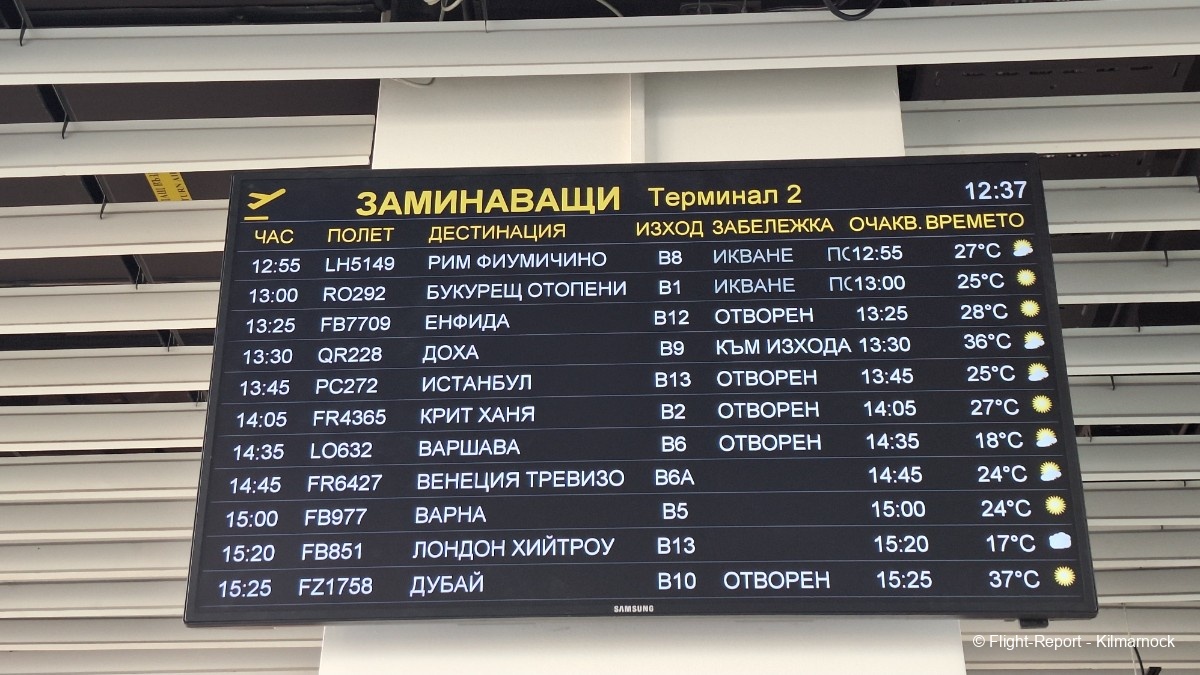 ЗАМИНАВАЩИ Терминал 2 12:37
ЧАС ПОЛЕТ ДЕСТИНАЦИЯ ИЗХОД ЗАБЕЛЕЖКА ОЧАКВ. ВРЕМЕТО
12:55 LH5149 РИМ ФИУМИЧИНО B8 ИКВАНЕ ПО 12:55 27°C
13:00 RO292 БУКУРЕЩ ОТОПЕНИ B1 ИКВАНЕ ПО 13:00 25°C
13:25 FB7709 ЕНФИДА B12 ОТВОРЕН 13:25 28°C
13:30 QR228 ДОХА B9 КЪМ ИЗХОДА 13:30 36°C
13:45 PC272 ИСТАНБУЛ B13 ОТВОРЕН 13:45 25°C
14:05 FR4365 КРИТ ХАНЯ B2 ОТВОРЕН 14:05 27°C
14:35 LO632 ВАРШАВА B6 ОТВОРЕН 14:35 18°C
14:45 FR6427 ВЕНЕЦИЯ ТРЕВИЗО B6A 14:45 24°C
15:00 FB977 ВАРНА B5 15:00 24°C
15:20 FB851 ЛОНДОН ХИЙТРОУ B13 15:20 17°C
15:25 FZ1758 ДУБАЙ B10 ОТВОРЕН 15:25 37°C
SAMSUNG
© Flight-Report - Kilmarnock